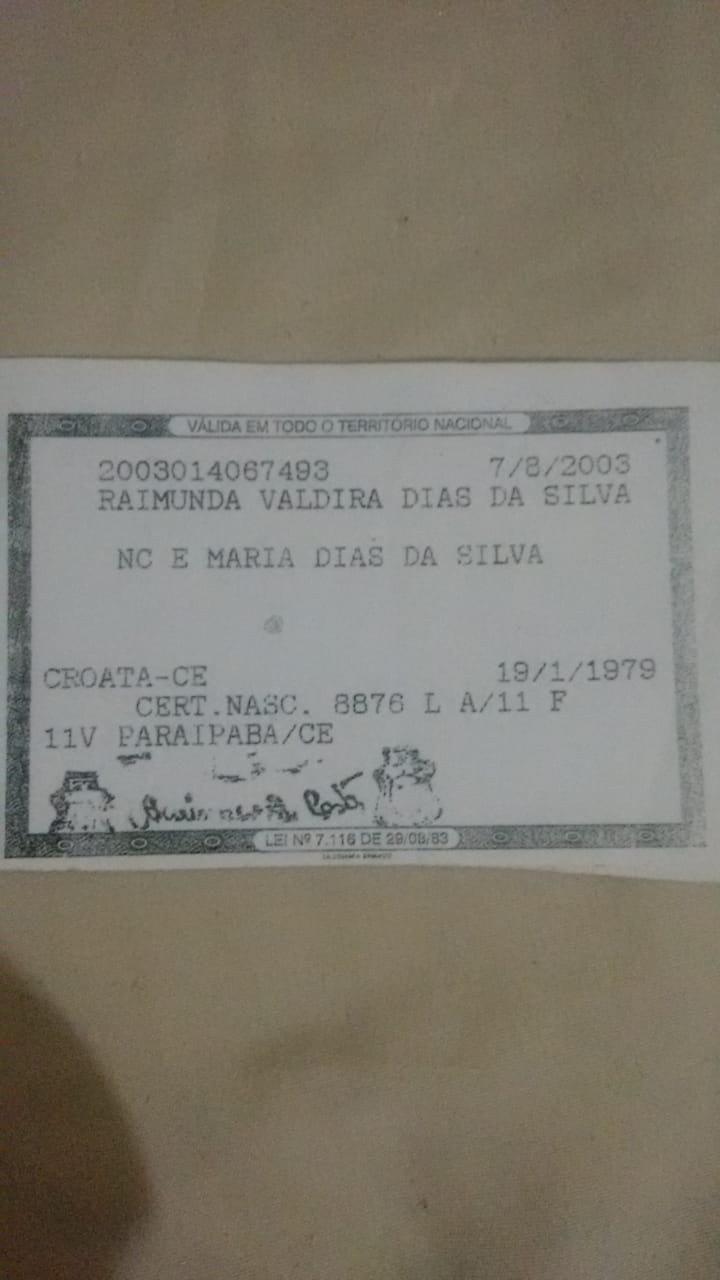 VÁLIDA EM TODO O TERRITÓRIO NACIONAL
2003014067493 7/8/2003
RAIMUNDA VALDIRA DIAS DA SILVA
NC E MARIA DIAS DA SILVA
CROATA-CE 19/1/1979
CERT.NASC. 8876 L A/11 F
11V PARAIPABA/CE
LEI Nº 7.116 DE 29/08/83